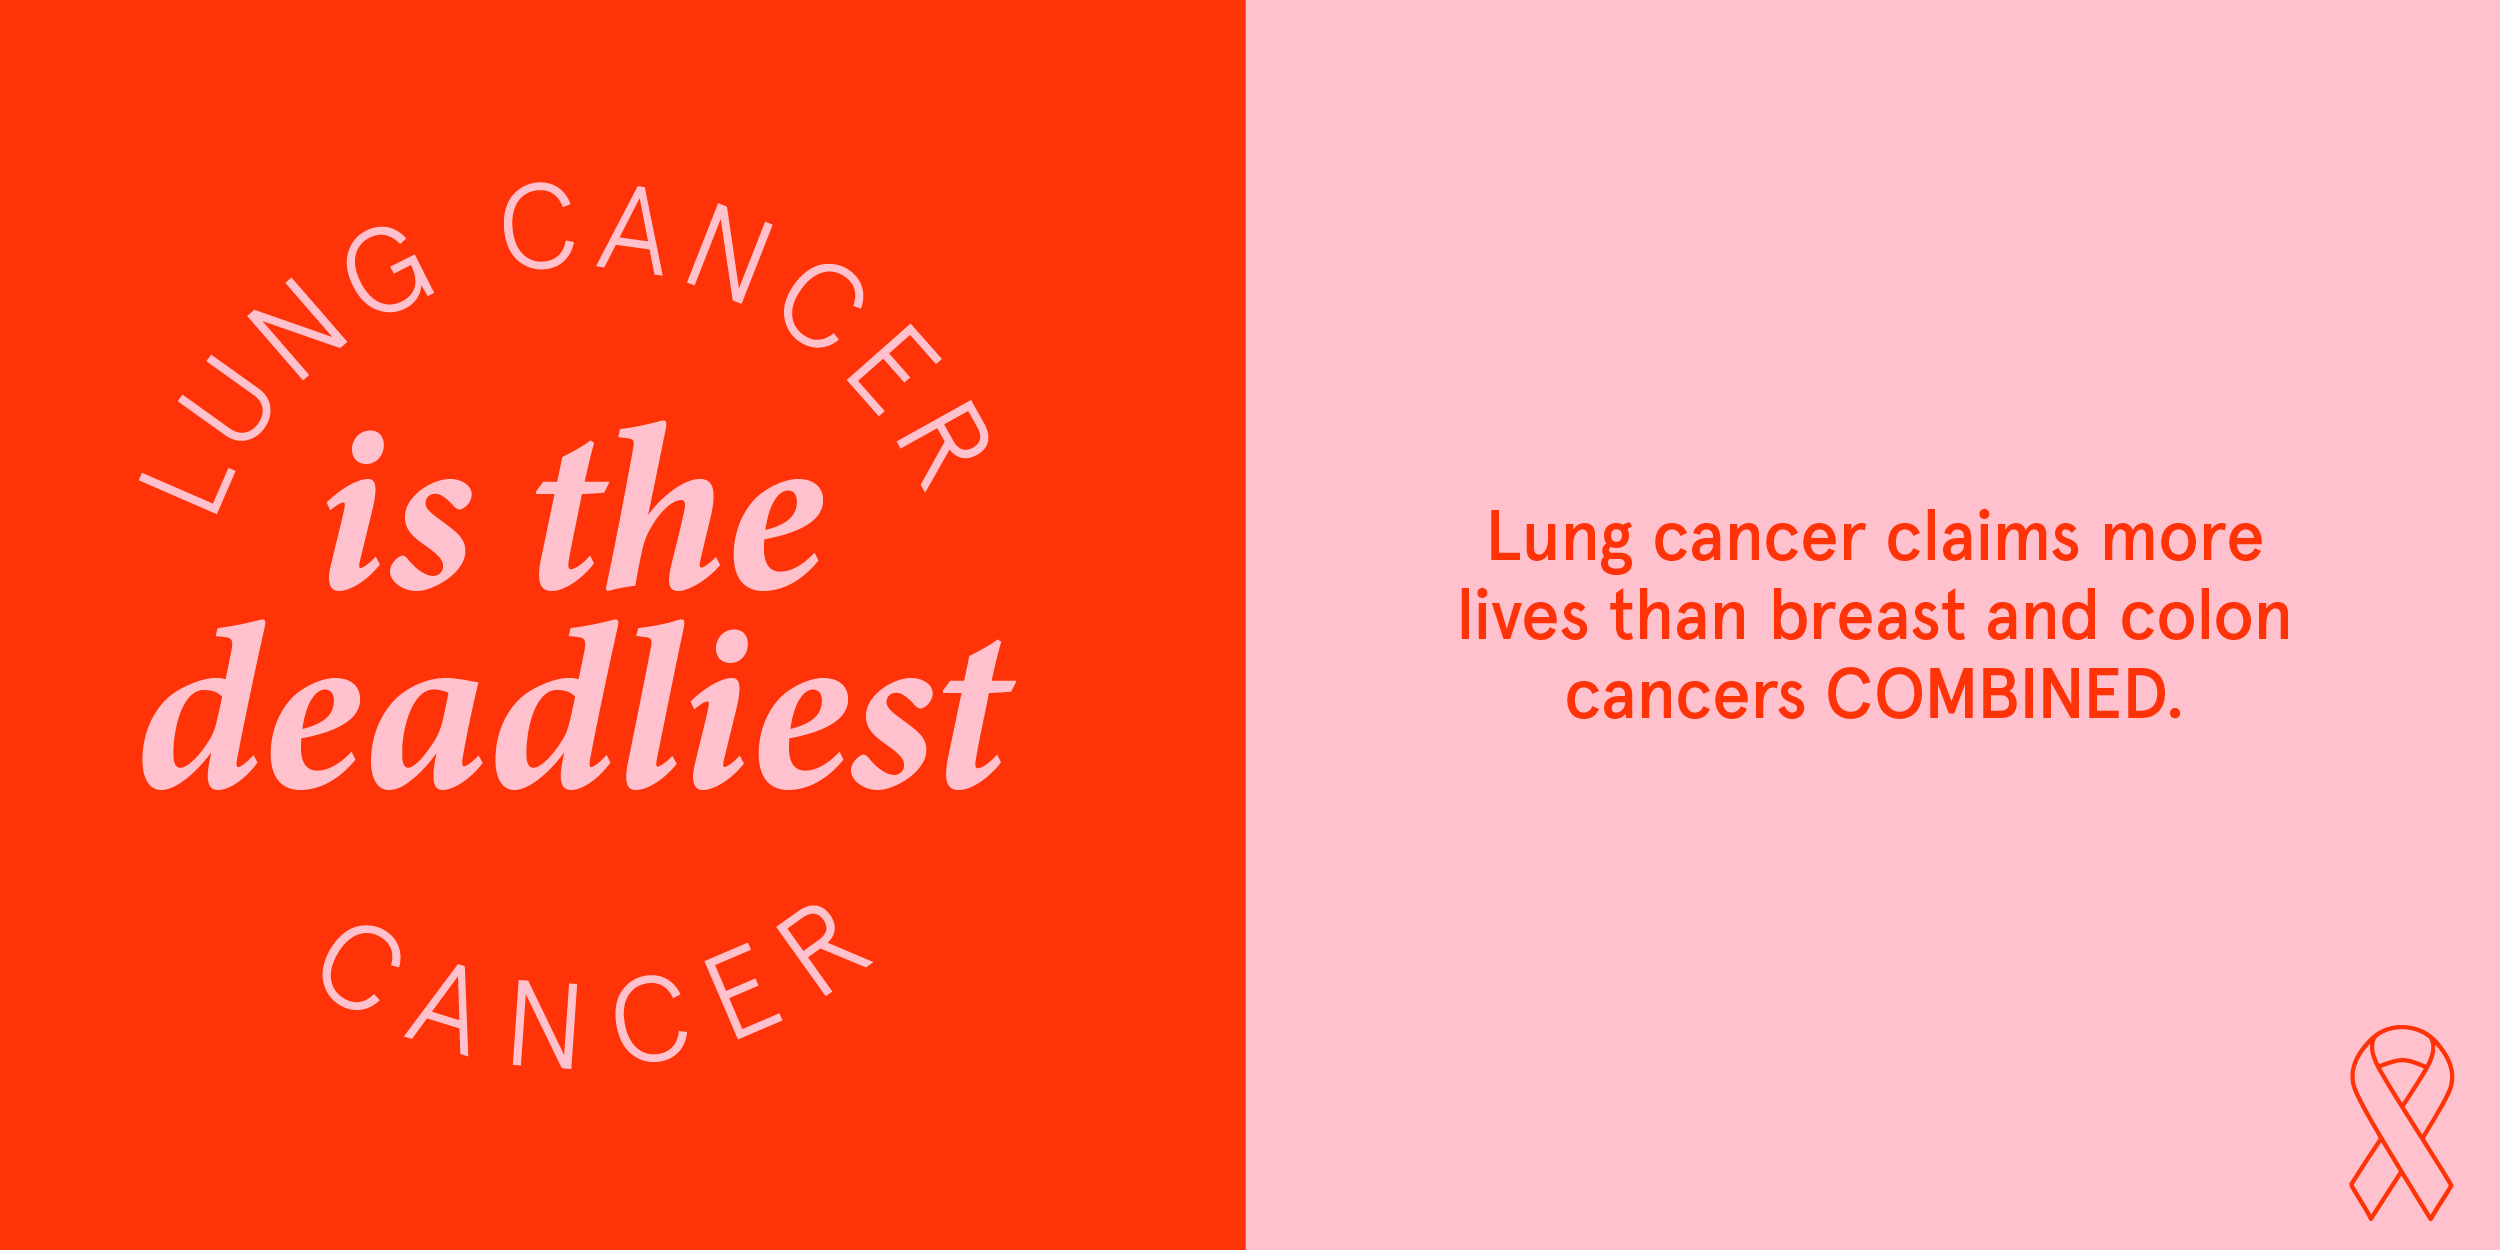 LUNG CANCER
is the
deadliest
CANCER
Lung cancer claims more
lives than breast and colon
cancers COMBINED.